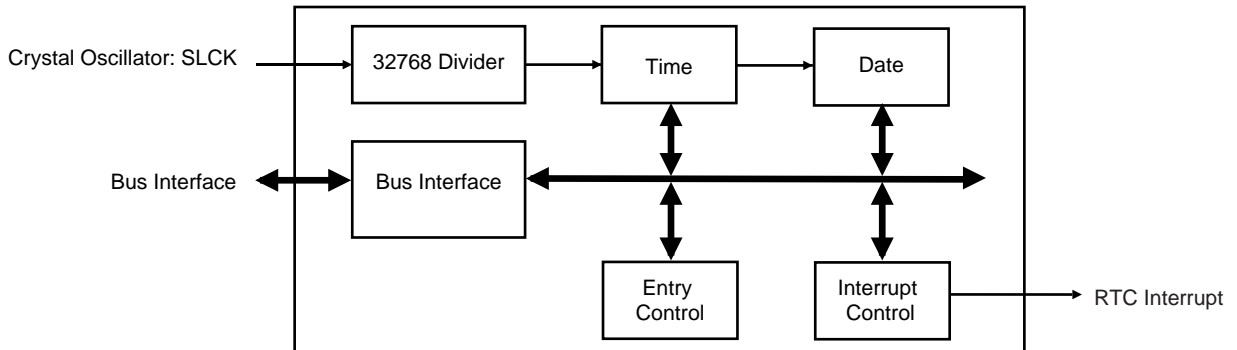 Crystal Oscillator: SLCK
32768 Divider
Time
Date
Bus Interface
Bus Interface
Entry
Control
Interrupt
Control
RTC Interrupt